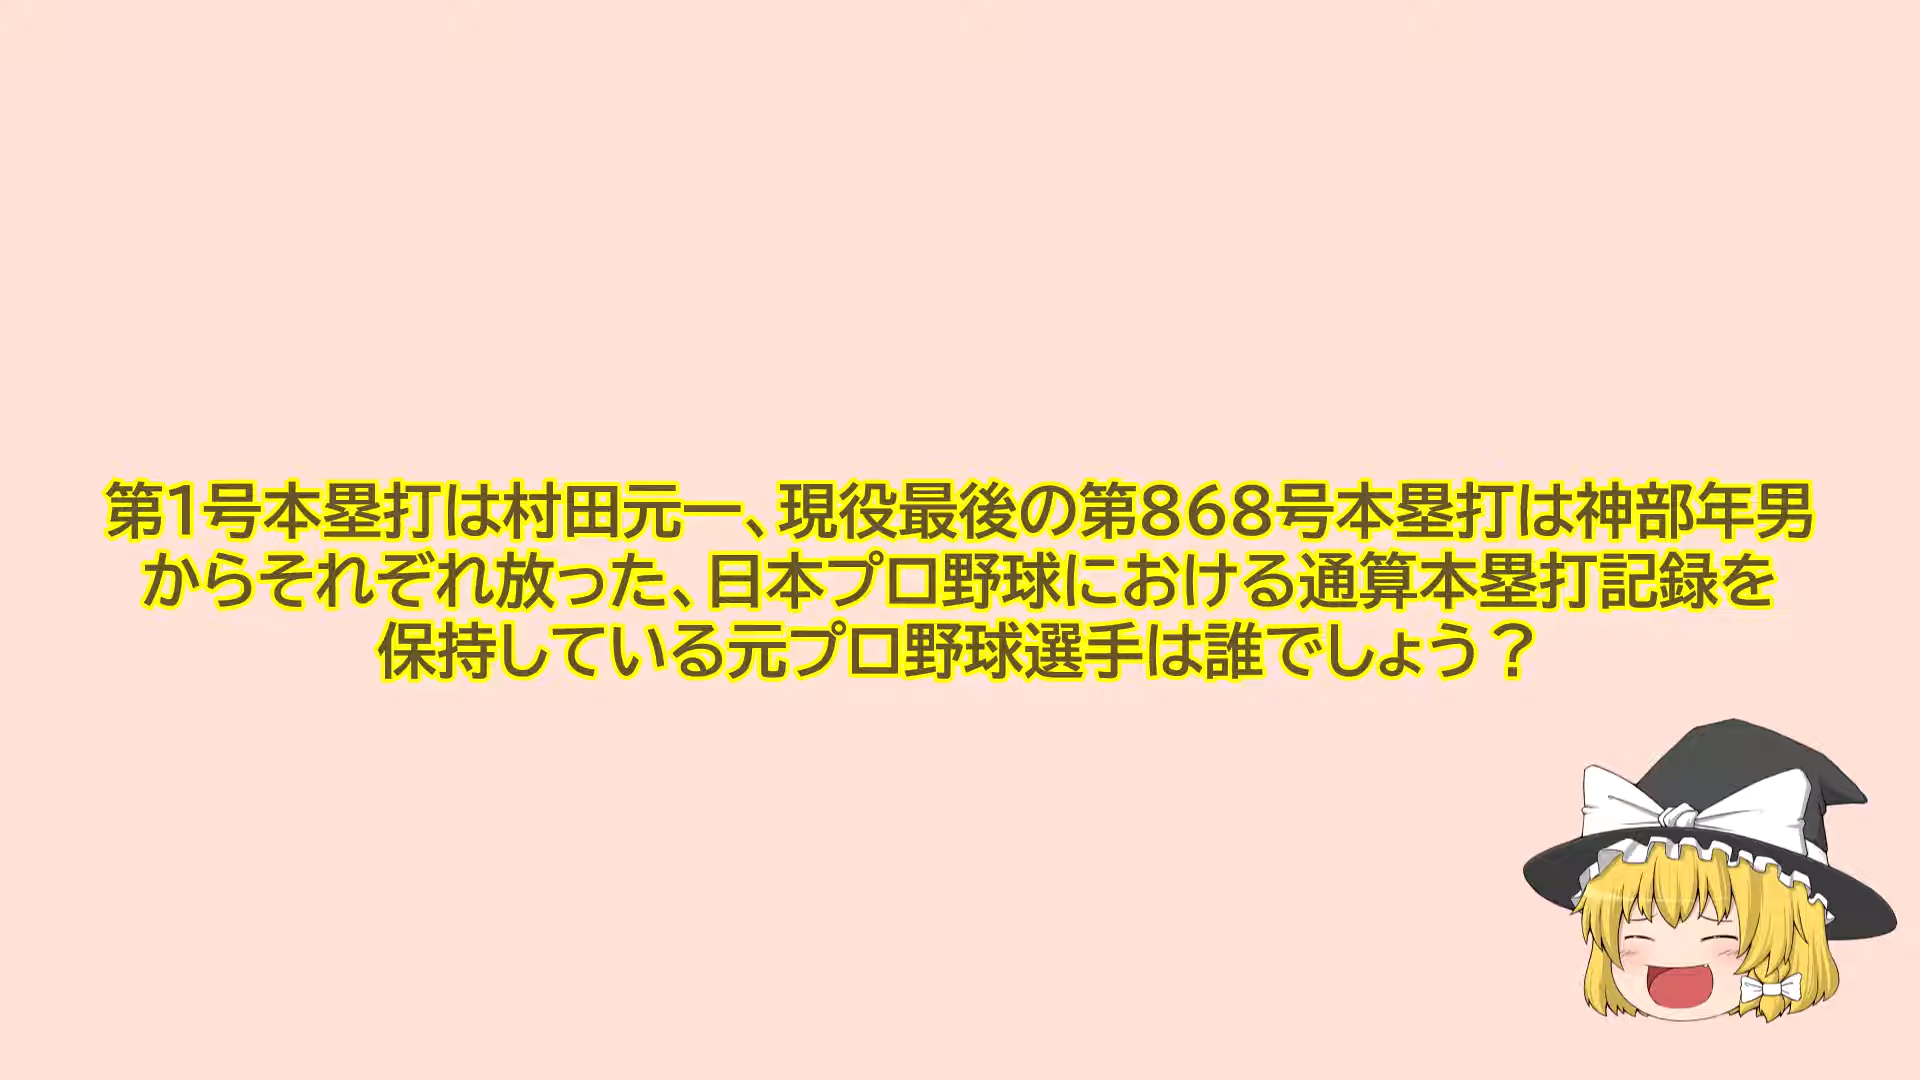 第1号本塁打は村田元一、現役最後の第868号本塁打は神部年男
からそれぞれ放った、日本プロ野球における通算本塁打記録を
保持している元プロ野球選手は誰でしょう？